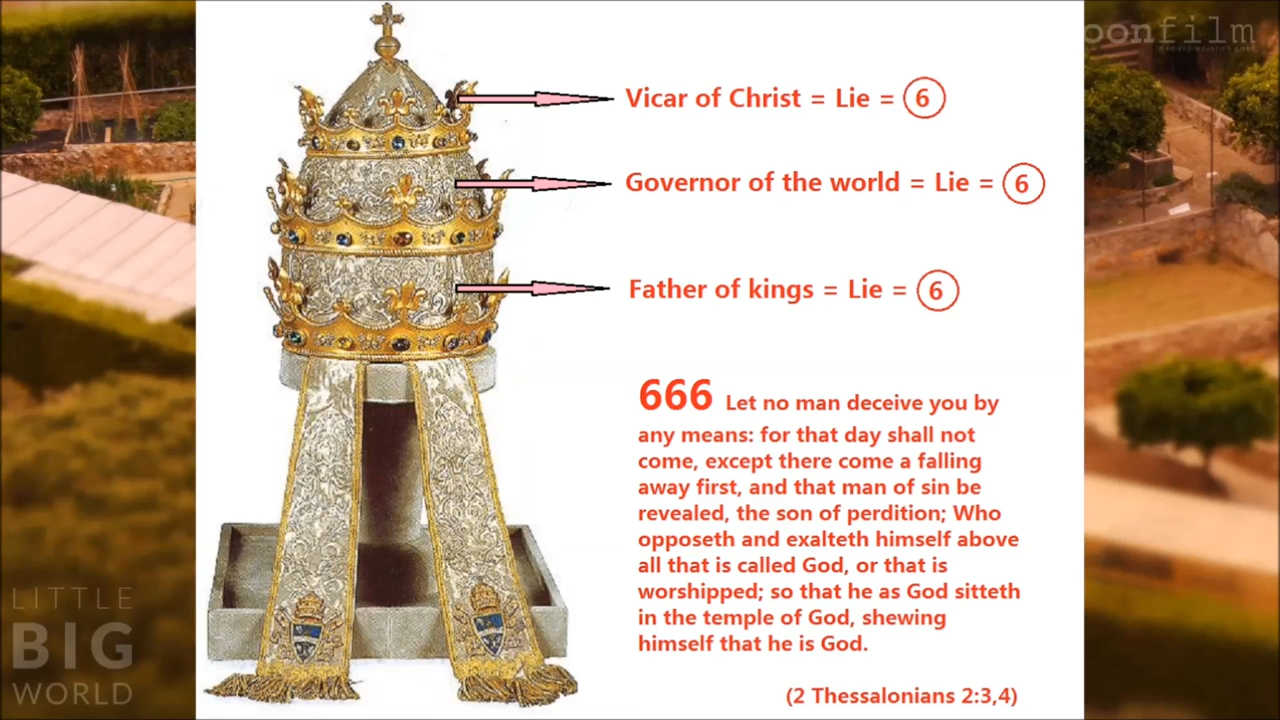 Vicar of Christ = Lie = 6
Governor of the world = Lie = 6
Father of kings = Lie = 6
666 Let no man deceive you by
any means: for that day shall not
come, except there come a falling
away first, and that man of sin be
revealed, the son of perdition; Who
opposeth and exalteth himself above
all that is called God, or that is
worshipped; so that he as God sitteth
in the temple of God, shewing
himself that he is God.
(2 Thessalonians 2:3,4)
oonfilm
LITTLE
BIG
WORLD